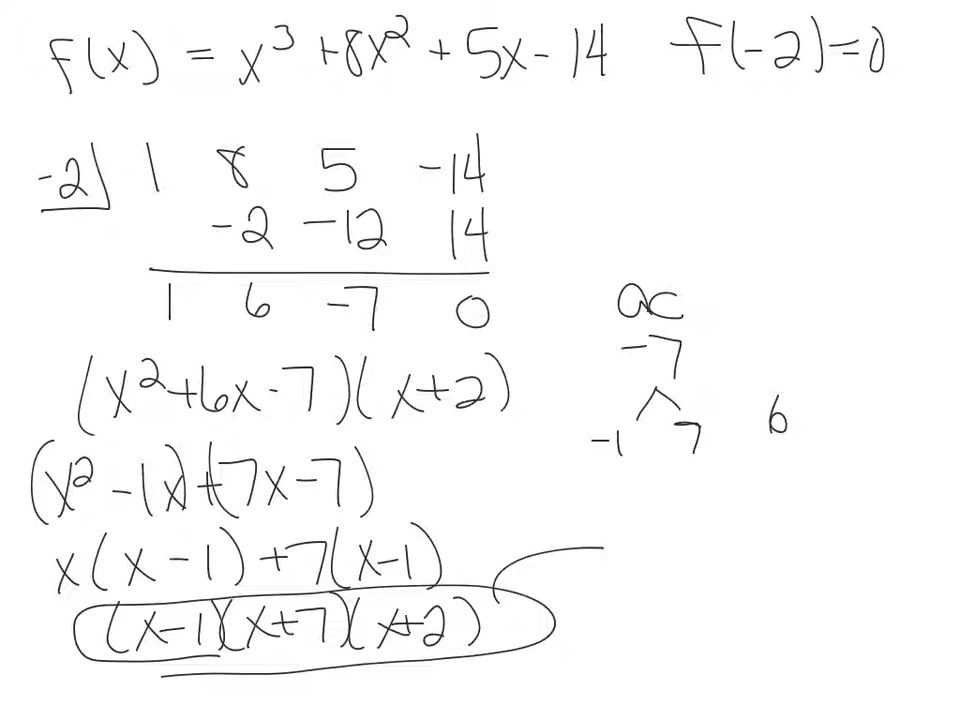 f(x) = x³ + 8x² + 5x - 14 f(-2) = 0
-2 1 8 5 -14
-2 -12 14
1 6 -7 0
ac
-7
-1 7 6
(x² + 6x - 7)(x + 2)
(x² - 1x) + (7x - 7)
x(x - 1) + 7(x - 1)
(x - 1)(x + 7)(x + 2)